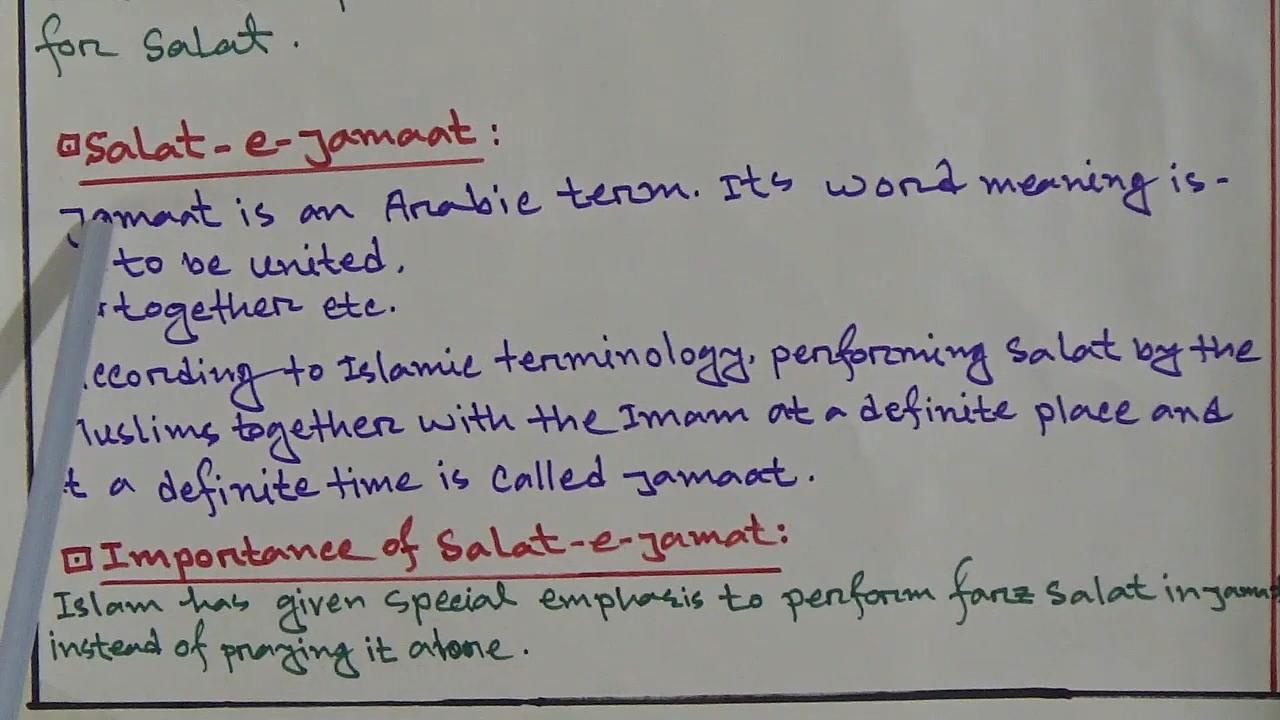 for Salat.
Salat-e-jamaat:
Jamaat is an Arabic term. Its word meaning is-
to be united,
together etc.
ccording to Islamic terminology, performing Salat by the
uslims together with the Imam at a definite place and
t a definite time is called jamaat.
Importance of Salat-e-jamat:
Islam has given special emphasis to perform farz Salat in jam
instead of praying it alone.